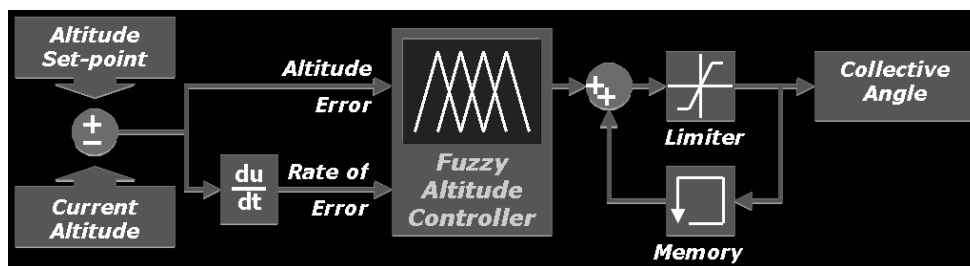 Altitude
Set-point
+
−
Current
Altitude
du
dt
Altitude
Error
Rate of
Error
Fuzzy
Altitude
Controller
+
+
Limiter
Memory
Collective
Angle